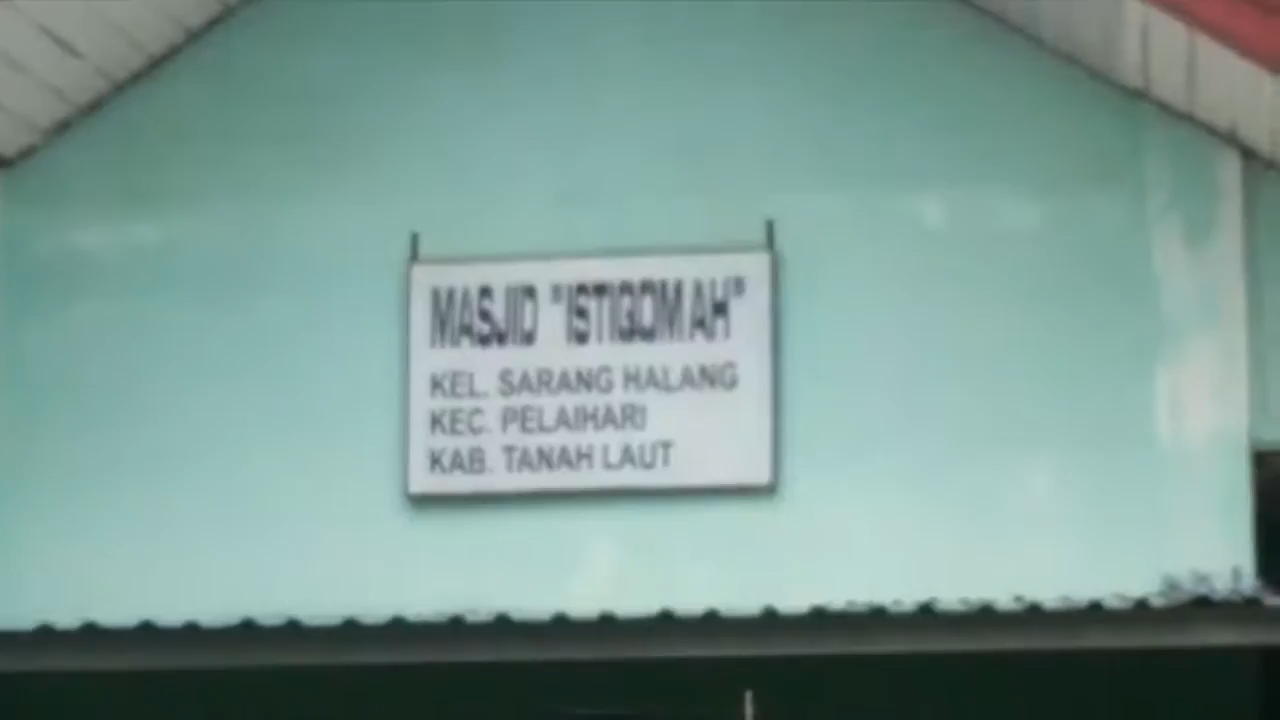 MASJID "ISTIQOMAH"
KEL. SARANG HALANG
KEC. PELAIHARI
KAB. TANAH LAUT